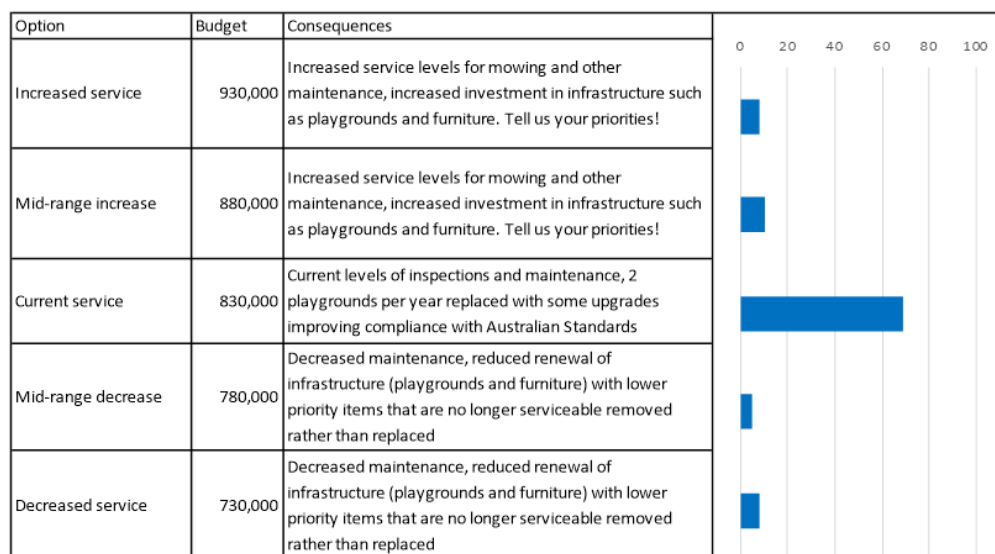 Option Budget Consequences
0 20 40 60 80 100
Increased service 930,000
Increased service levels for mowing and other
maintenance, increased investment in infrastructure such
as playgrounds and furniture. Tell us your priorities!
Mid-range increase 880,000
Increased service levels for mowing and other
maintenance, increased investment in infrastructure such
as playgrounds and furniture. Tell us your priorities!
Current service 830,000
Current levels of inspections and maintenance, 2
playgrounds per year replaced with some upgrades
improving compliance with Australian Standards
Mid-range decrease 780,000
Decreased maintenance, reduced renewal of
infrastructure (playgrounds and furniture) with lower
priority items that are no longer serviceable removed
rather than replaced
Decreased service 730,000
Decreased maintenance, reduced renewal of
infrastructure (playgrounds and furniture) with lower
priority items that are no longer serviceable removed
rather than replaced